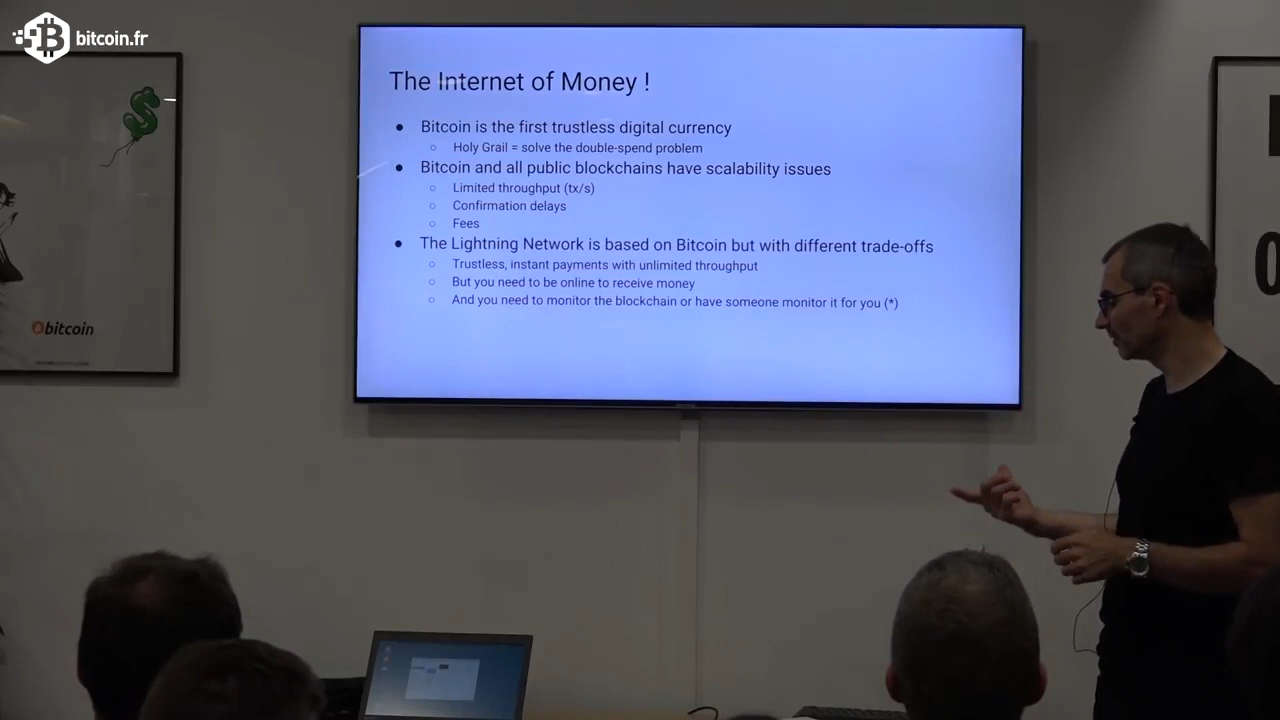 bitcoin.fr
The Internet of Money !
Bitcoin is the first trustless digital currency
Holy Grail = solve the double-spend problem
Bitcoin and all public blockchains have scalability issues
Limited throughput (tx/s)
Confirmation delays
Fees
The Lightning Network is based on Bitcoin but with different trade-offs
Trustless, instant payments with unlimited throughput
But you need to be online to receive money
And you need to monitor the blockchain or have someone monitor it for you (*)
bitcoin